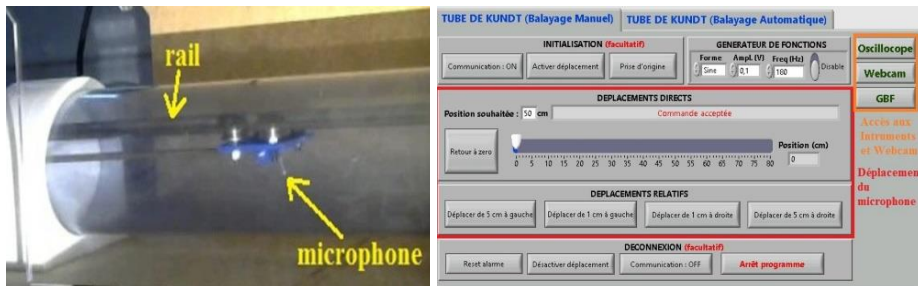 rail
microphone
TUBE DE KUNDT (Balayage Manuel) TUBE DE KUNDT (Balayage Automatique)
INITIALISATION (facultatif)
Communication : ON Activer déplacement Prise d'origine
GENERATEUR DE FONCTIONS
Forme Ampl. (V) Freq (Hz)
Sine 0,1 180 Disable
DEPLACEMENTS DIRECTS
Position souhaitée : 50 cm Commande acceptée
Retour à zero
0 5 10 15 20 25 30 35 40 45 50 55 60 65 70 75 80
Position (cm)
0
DEPLACEMENTS RELATIFS
Déplacer de 5 cm à gauche Déplacer de 1 cm à gauche Déplacer de 1 cm à droite Déplacer de 5 cm à droite
DECONNEXION (facultatif)
Reset alarme Désactiver déplacement Communication : OFF Arrêt programme
Oscillocope
Webcam
GBF
Accès aux
Intruments
et Webcam
Déplacemen
du
microphone